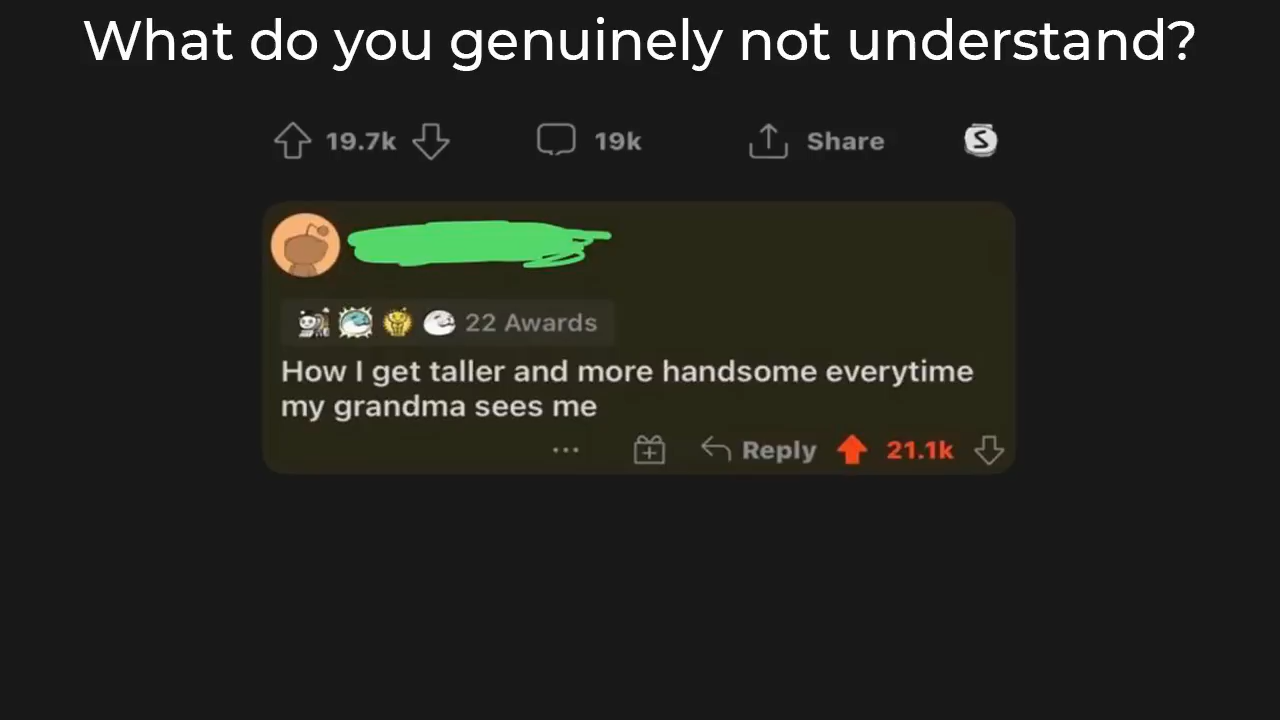 What do you genuinely not understand?
19.7k 19k Share S
22 Awards
How I get taller and more handsome everytime
my grandma sees me
... Reply 21.1k